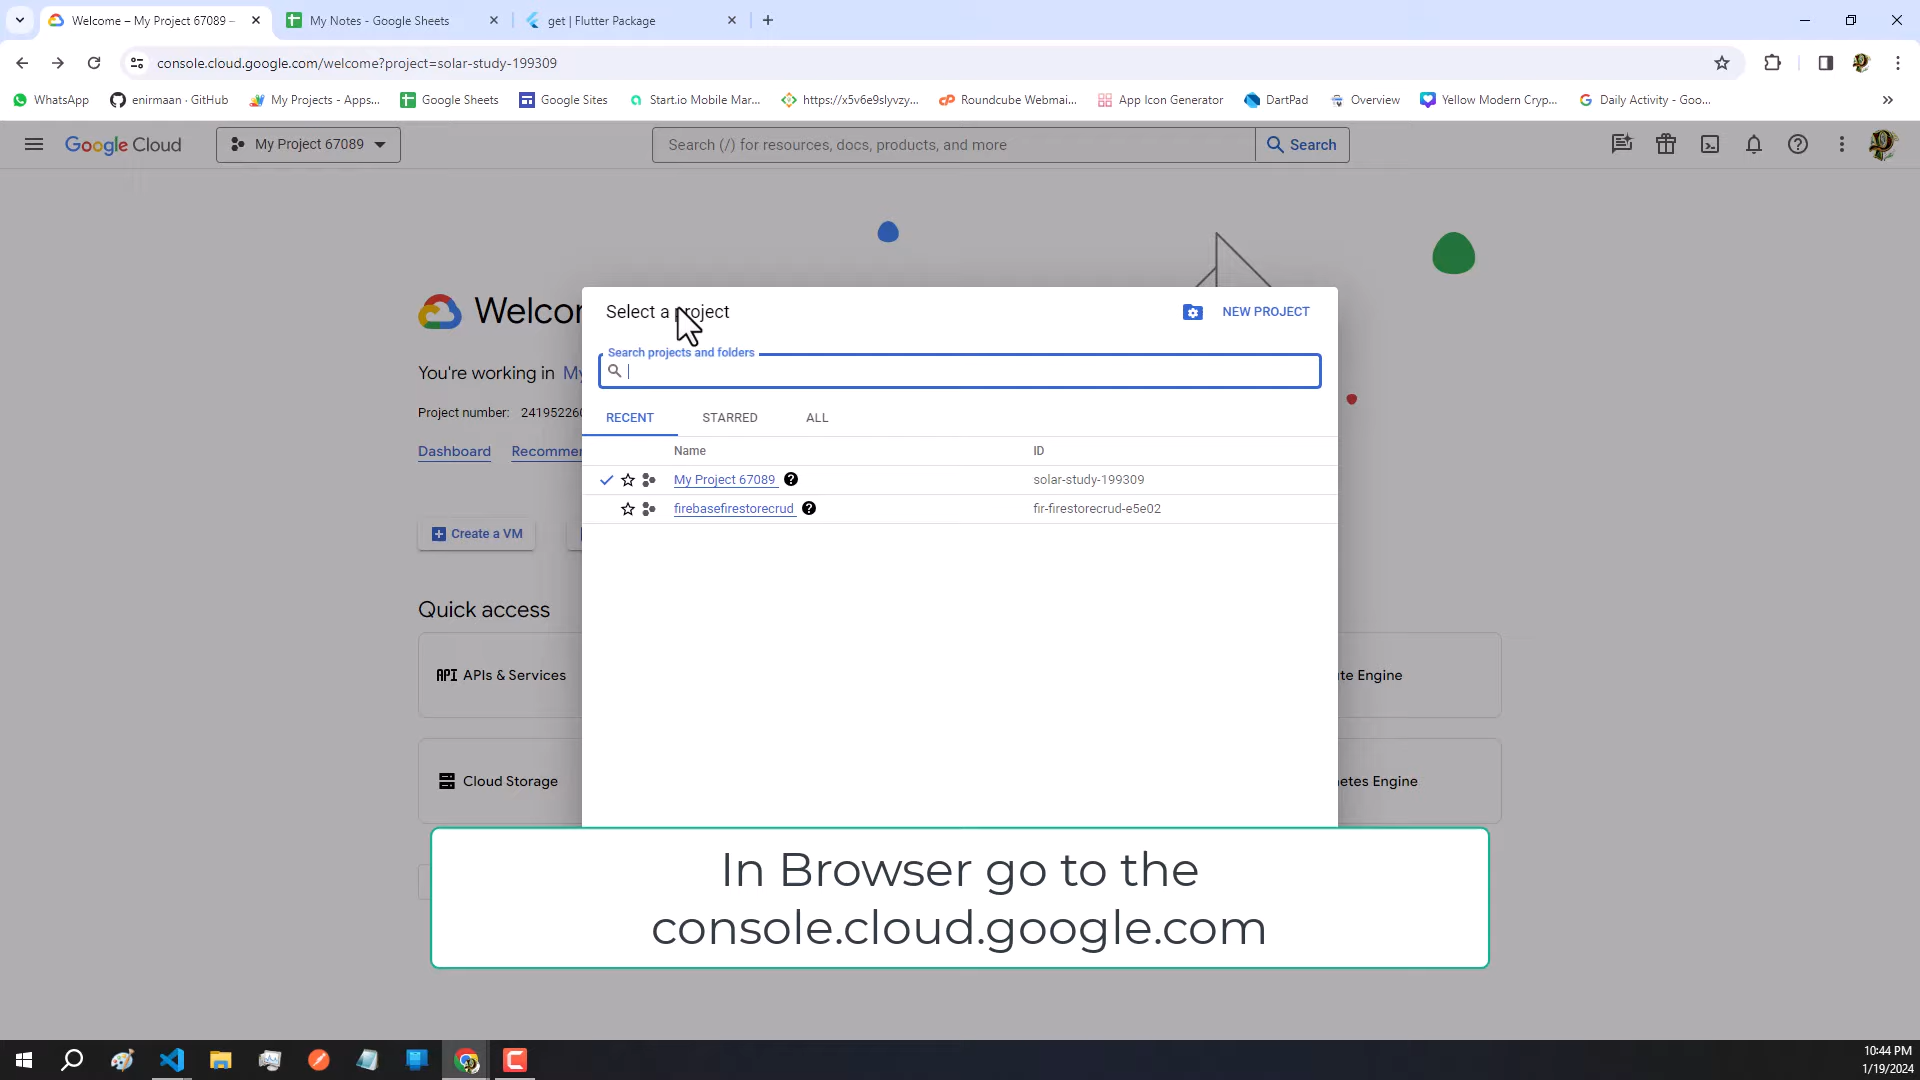 Welcome – My Project 67089 –
My Notes - Google Sheets
get | Flutter Package
console.cloud.google.com/welcome?project=solar-study-199309
WhatsApp
enirmaan · GitHub
My Projects - Apps...
Google Sheets
Google Sites
Start.io Mobile Mar...
https://x5v6e9slyvzy...
Roundcube Webmai...
App Icon Generator
DartPad
Overview
Yellow Modern Cryp...
Daily Activity - Goo...
Google Cloud
My Project 67089
Search (/) for resources, docs, products, and more
Search
Welcom
Select a project
NEW PROJECT
Search projects and folders
You're working in My
Project number: 241952260
Dashboard
Recommen
RECENT
STARRED
ALL
Name
ID
My Project 67089
solar-study-199309
firebasefirestorecrud
fir-firestorecrud-e5e02
Create a VM
Quick access
API APIs & Services
te Engine
Cloud Storage
etes Engine
In Browser go to the
console.cloud.google.com
10:44 PM
1/19/2024